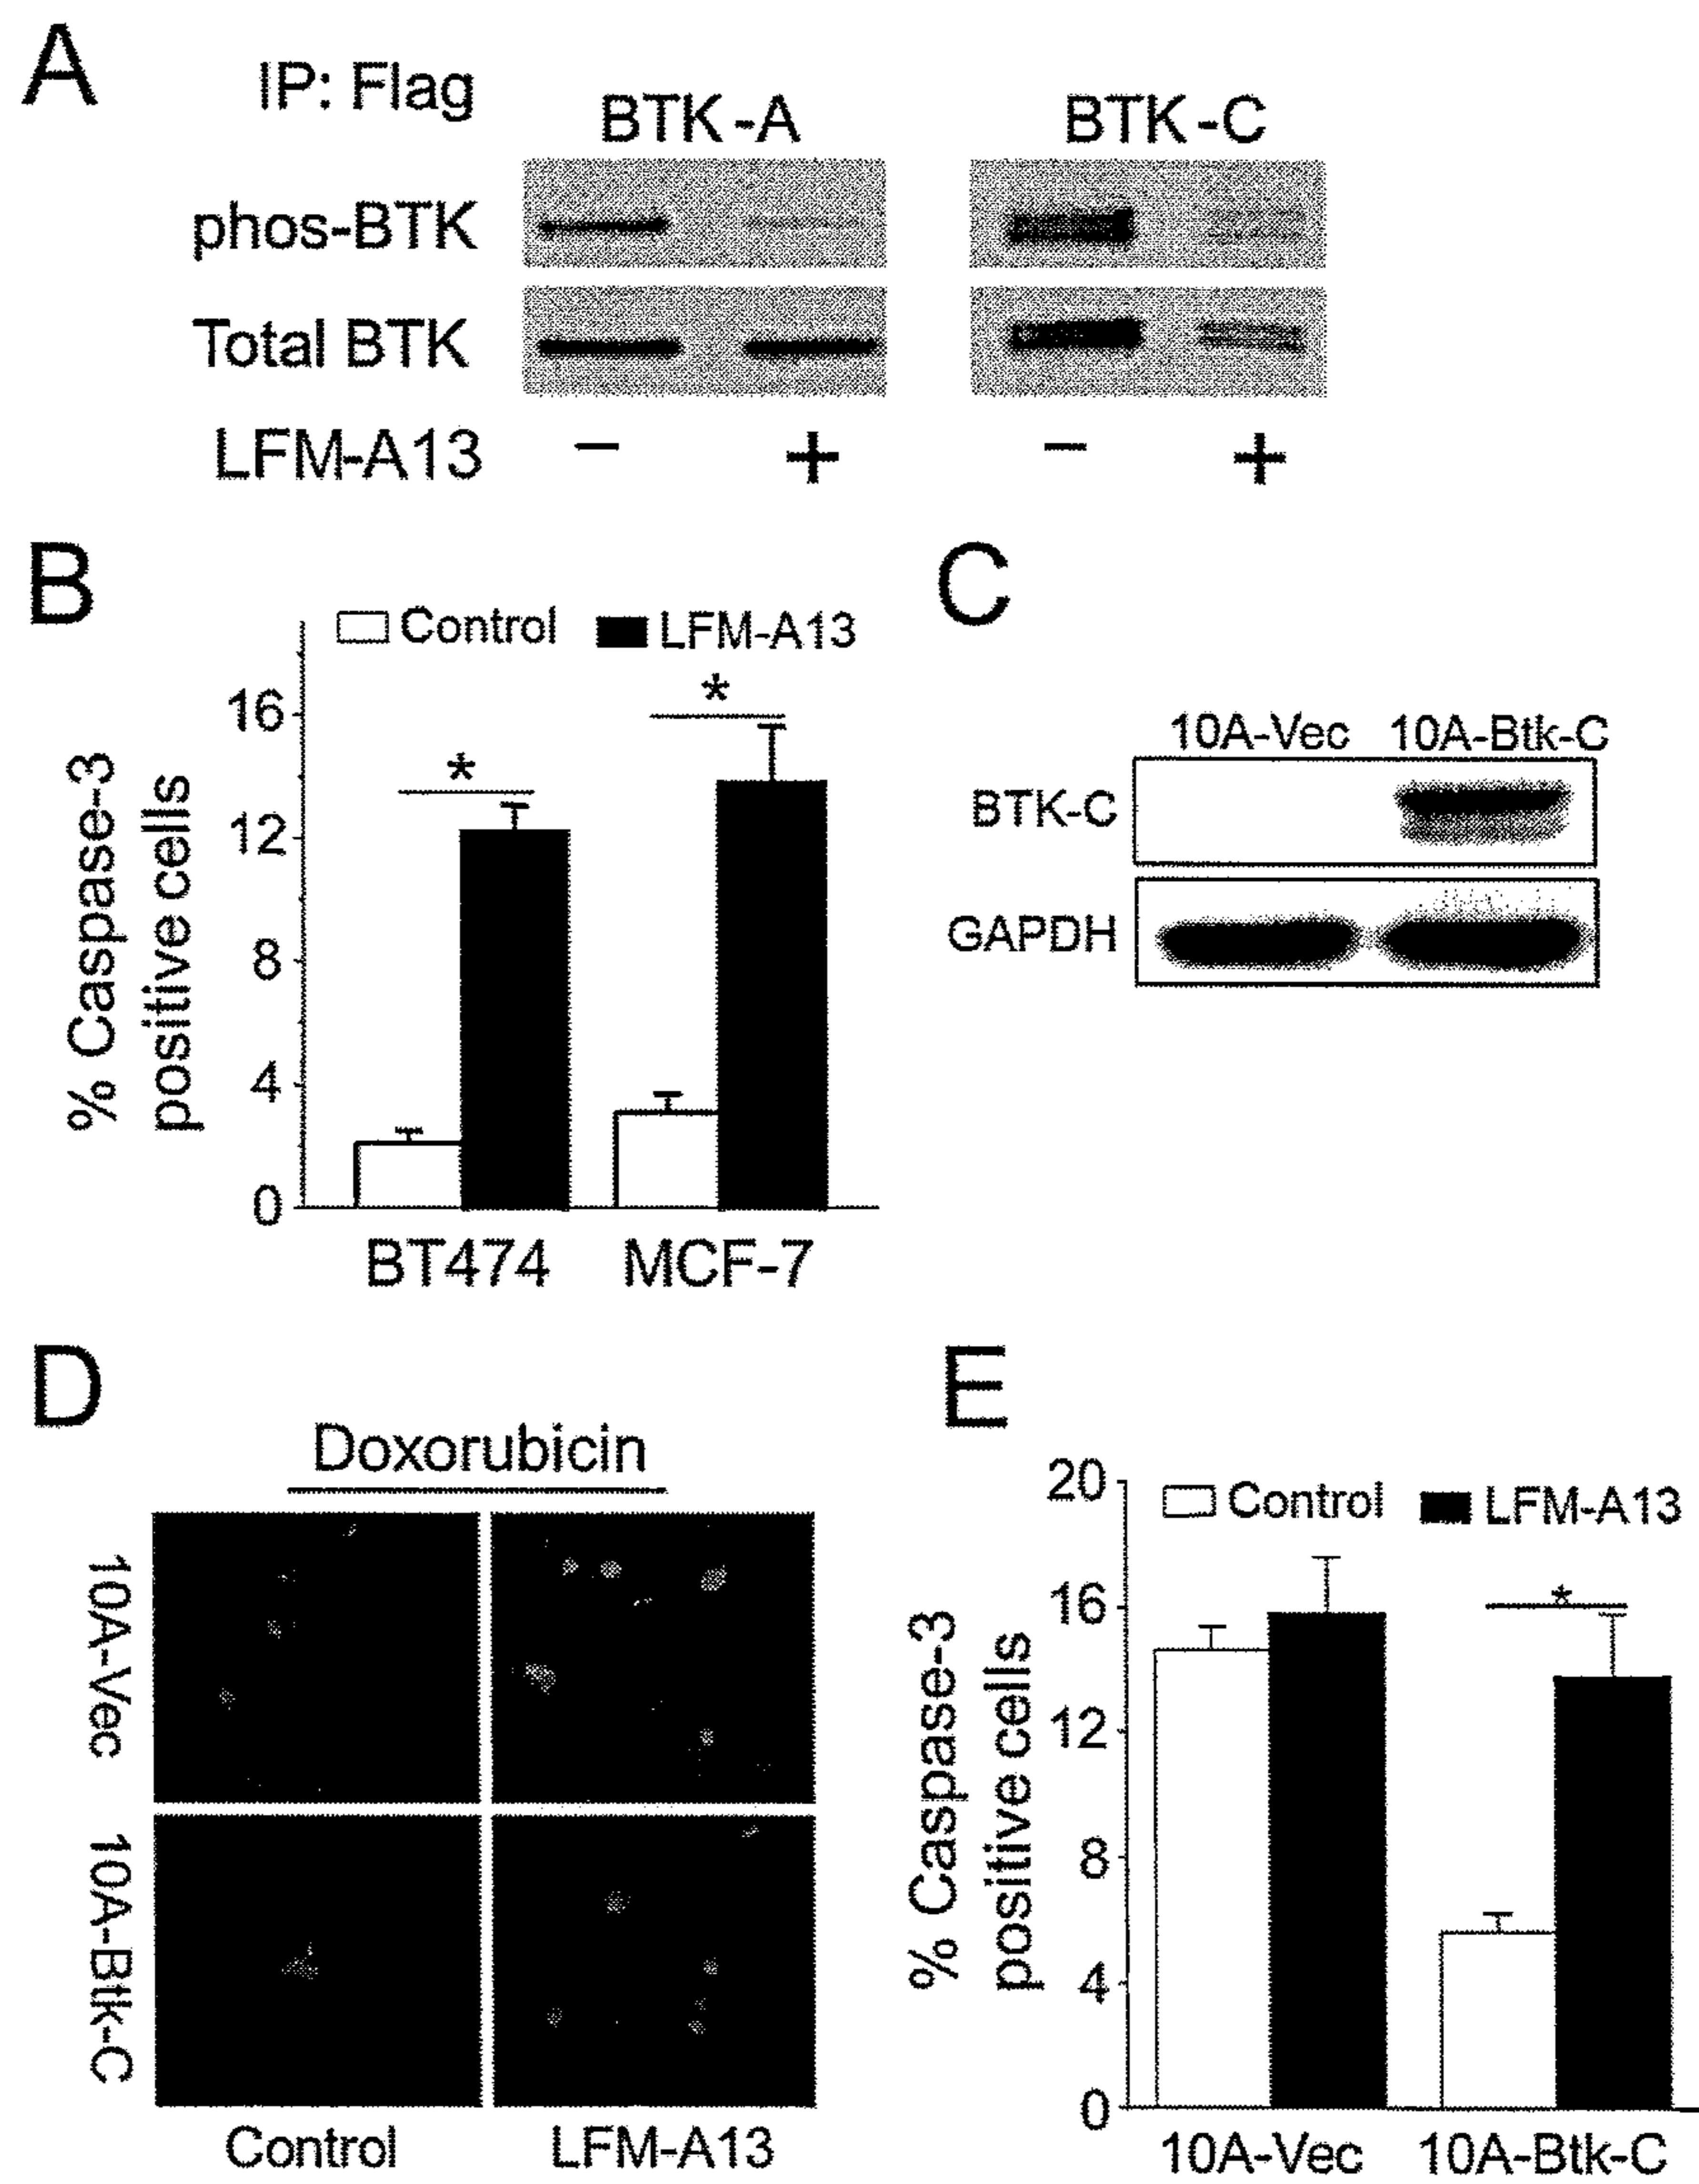 A
IP: Flag
BTK-A
BTK-C
phos-BTK
Total BTK
LFM-A13
– + – +
B
Control
LFM-A13
*
*
% Caspase-3
positive cells
16
12
8
4
0
BT474
MCF-7
C
10A-Vec
10A-Btk-C
BTK-C
GAPDH
D
Doxorubicin
10A-Vec
10A-Btk-C
Control
LFM-A13
E
Control
LFM-A13
*
% Caspase-3
positive cells
20
16
12
8
4
0
10A-Vec
10A-Btk-C